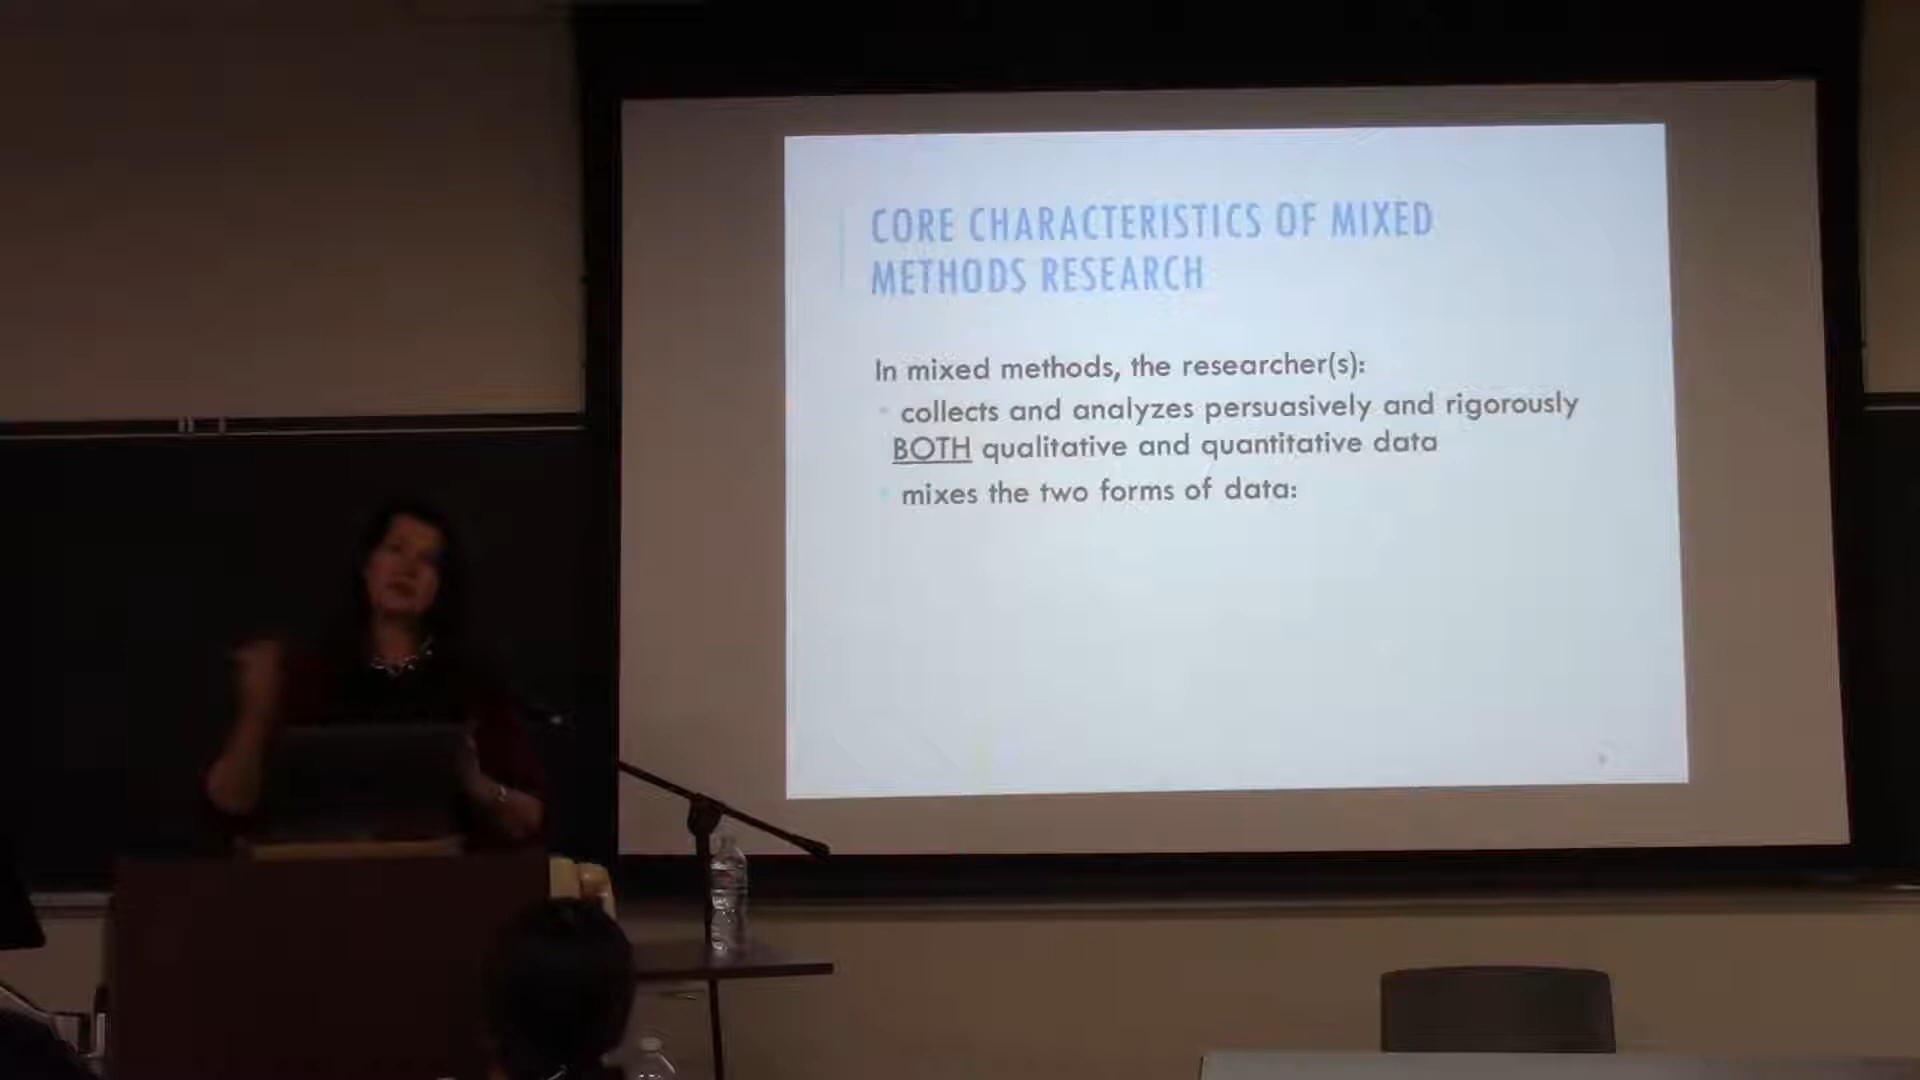 CORE CHARACTERISTICS OF MIXED
METHODS RESEARCH
In mixed methods, the researcher(s):
collects and analyzes persuasively and rigorously
BOTH qualitative and quantitative data
mixes the two forms of data: